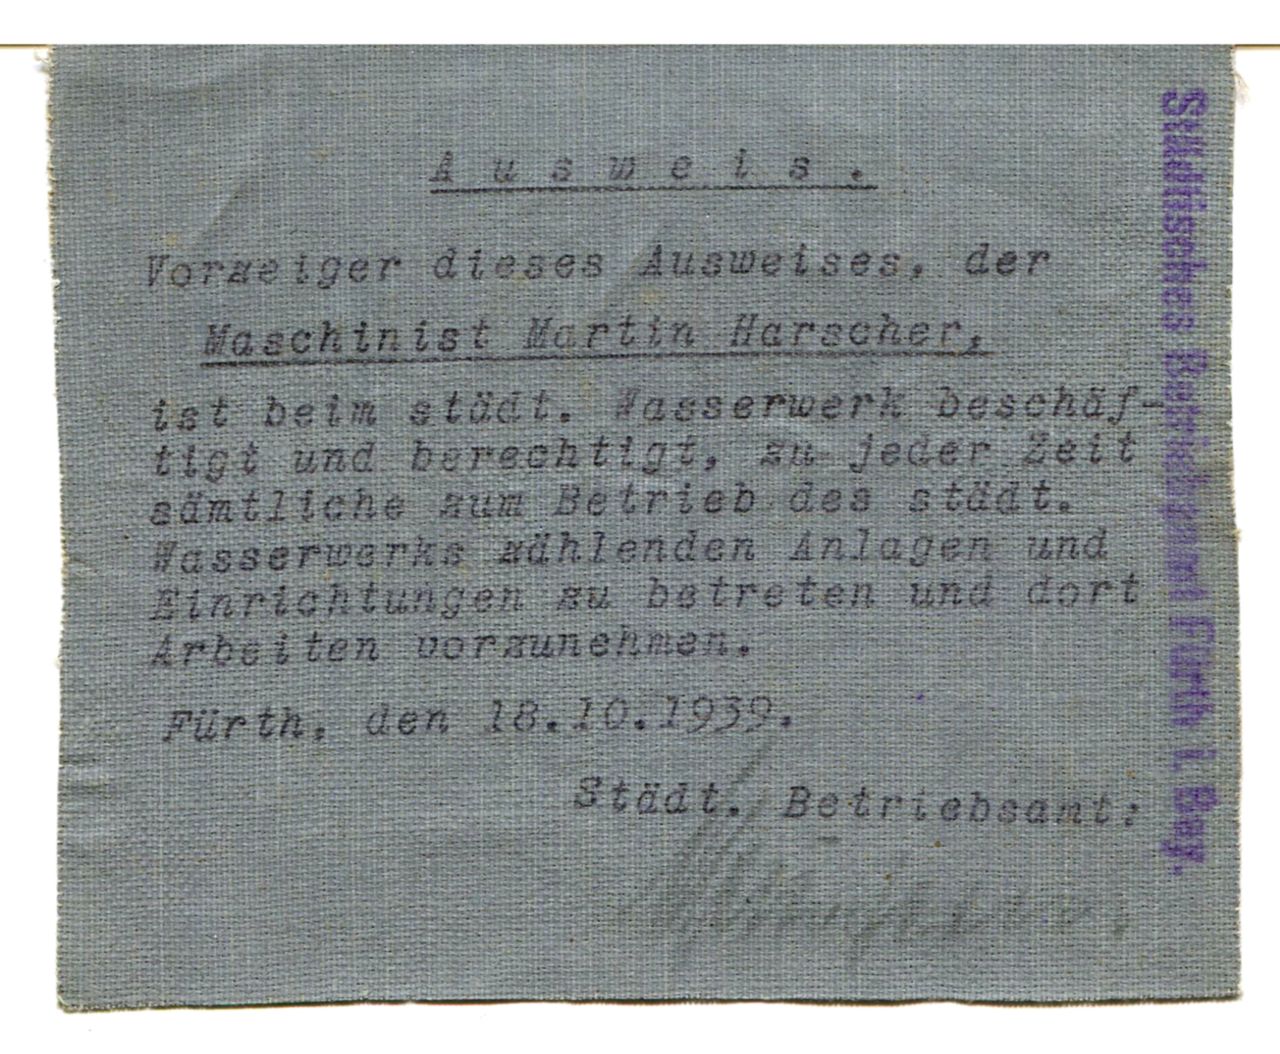 A u s w e i s .
Vorzeiger dieses Ausweises, der
Maschinist Martin Harscher,
ist beim städt. Wasserwerk beschäf-
tigt und berechtigt, zu jeder Zeit
sämtliche zum Betrieb des städt.
Wasserwerks zählenden Anlagen und
Einrichtungen zu betreten und dort
Arbeiten vorzunehmen.
Fürth, den 18.10.1939.
Städt. Betriebsamt:
Städtisches Betriebsamt Fürth i. Bay.